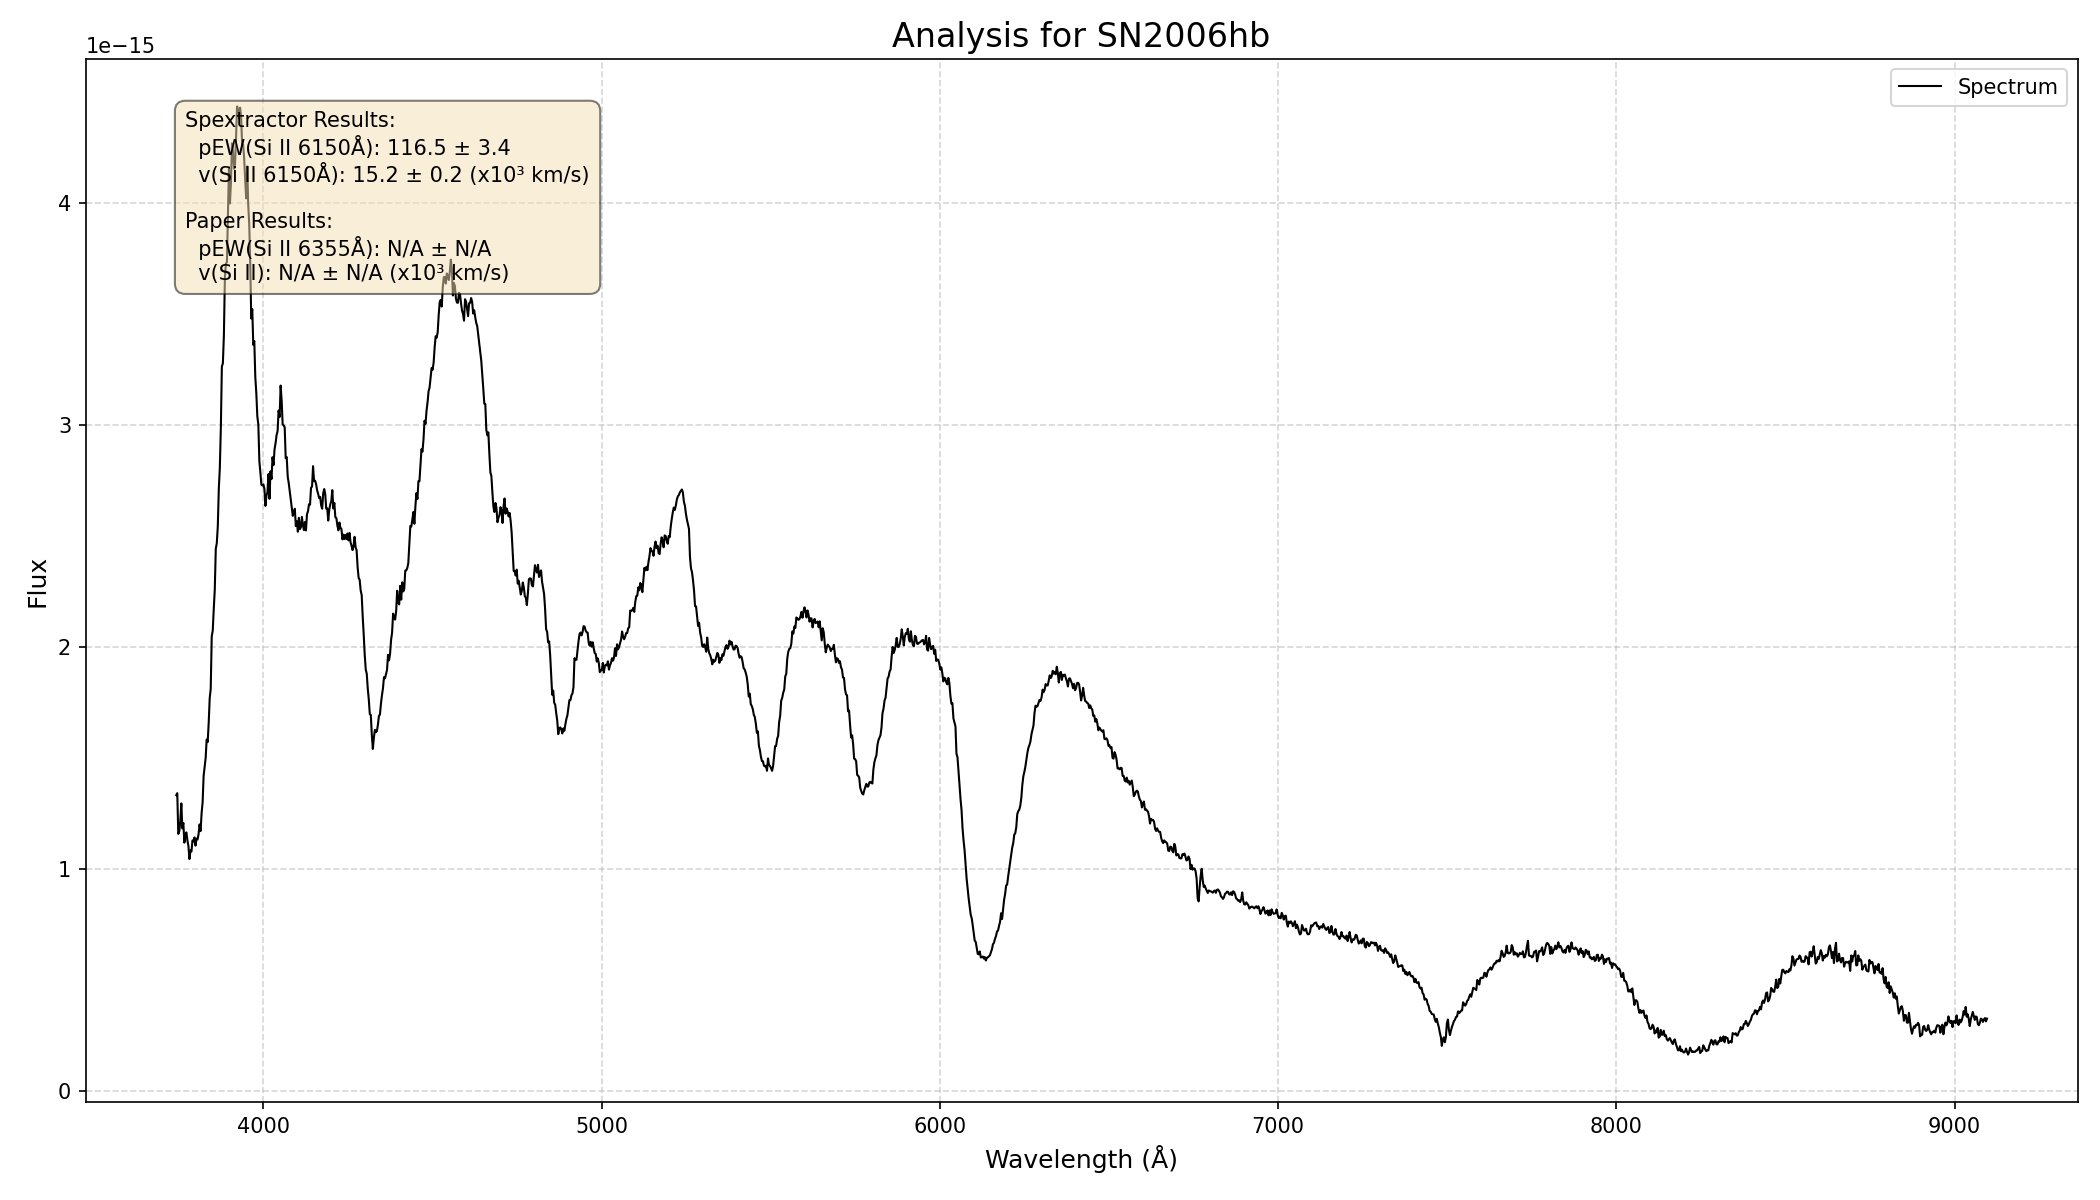 Analysis for SN2006hb
1e−15
Spectrum
Spextractor Results:
pEW(Si II 6150Å): 116.5 ± 3.4
v(Si II 6150Å): 15.2 ± 0.2 (x10³ km/s)
Paper Results:
pEW(Si II 6355Å): N/A ± N/A
v(Si II): N/A ± N/A (x10³ km/s)
4
3
2
1
0
Flux
4000 5000 6000 7000 8000 9000
Wavelength (Å)